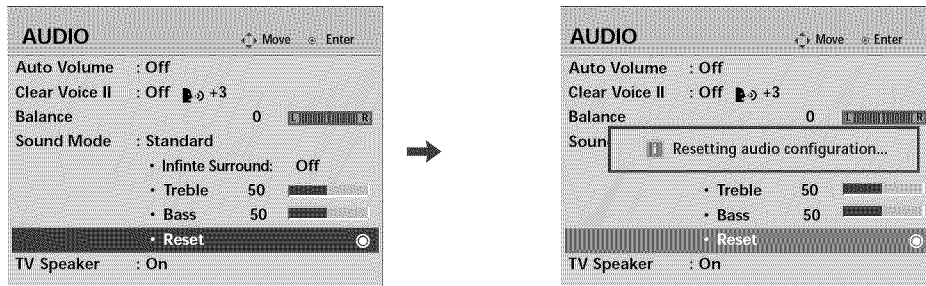 AUDIO
Move Enter
Auto Volume : Off
Clear Voice II : Off +3
Balance 0 L R
Sound Mode : Standard
• Infinte Surround: Off
• Treble 50
• Bass 50
• Reset
TV Speaker : On
AUDIO
Move Enter
Auto Volume : Off
Clear Voice II : Off +3
Balance 0 L R
Soun
Resetting audio configuration...
• Treble 50
• Bass 50
• Reset
TV Speaker : On